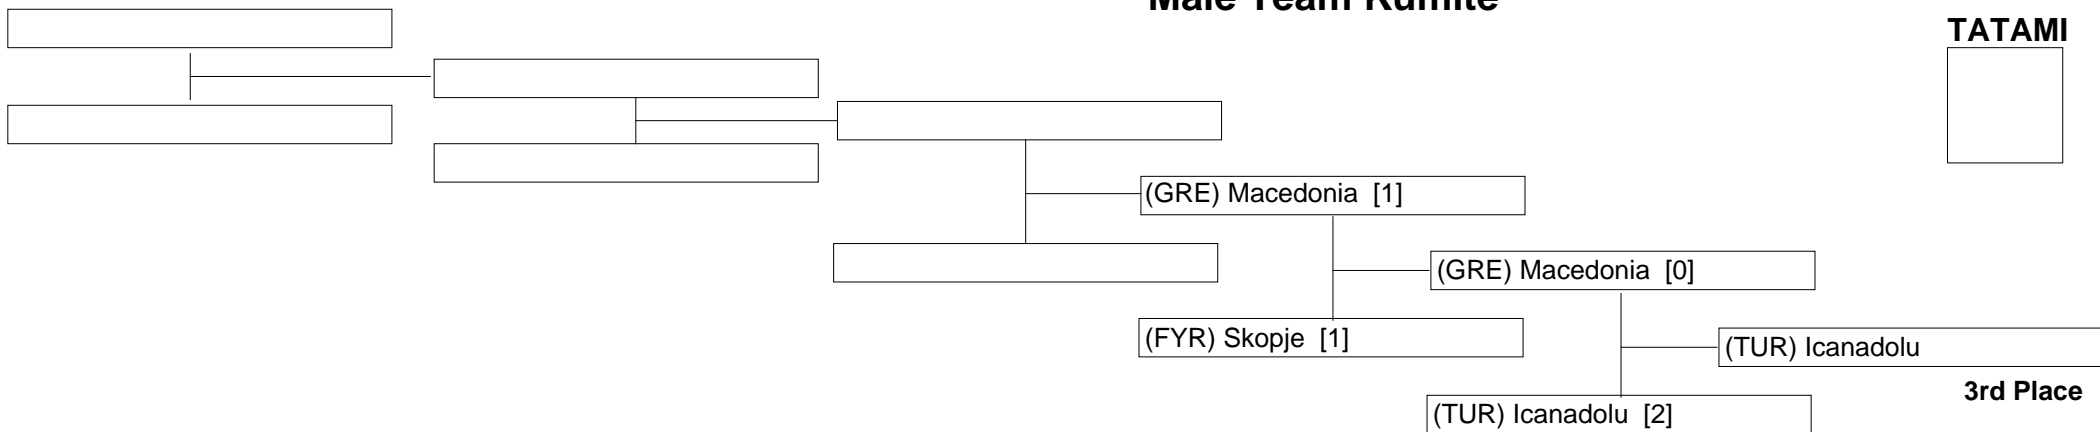 Male Team Kumite
TATAMI
(GRE) Macedonia [1]
(GRE) Macedonia [0]
(FYR) Skopje [1]
(TUR) Icanadolu
3rd Place
(TUR) Icanadolu [2]